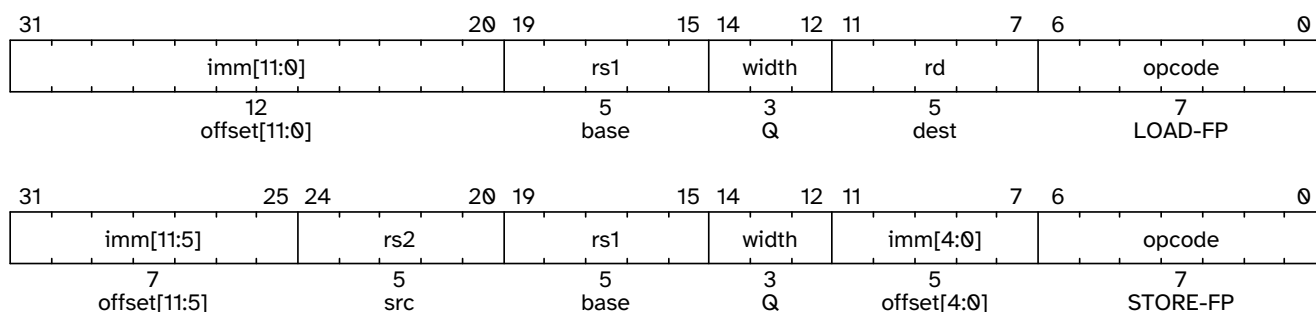 31 20 19 15 14 12 11 7 6 0
imm[11:0] rs1 width rd opcode
12 5 3 5 7
offset[11:0] base Q dest LOAD-FP
31 25 24 20 19 15 14 12 11 7 6 0
imm[11:5] rs2 rs1 width imm[4:0] opcode
7 5 5 3 5 7
offset[11:5] src base Q offset[4:0] STORE-FP